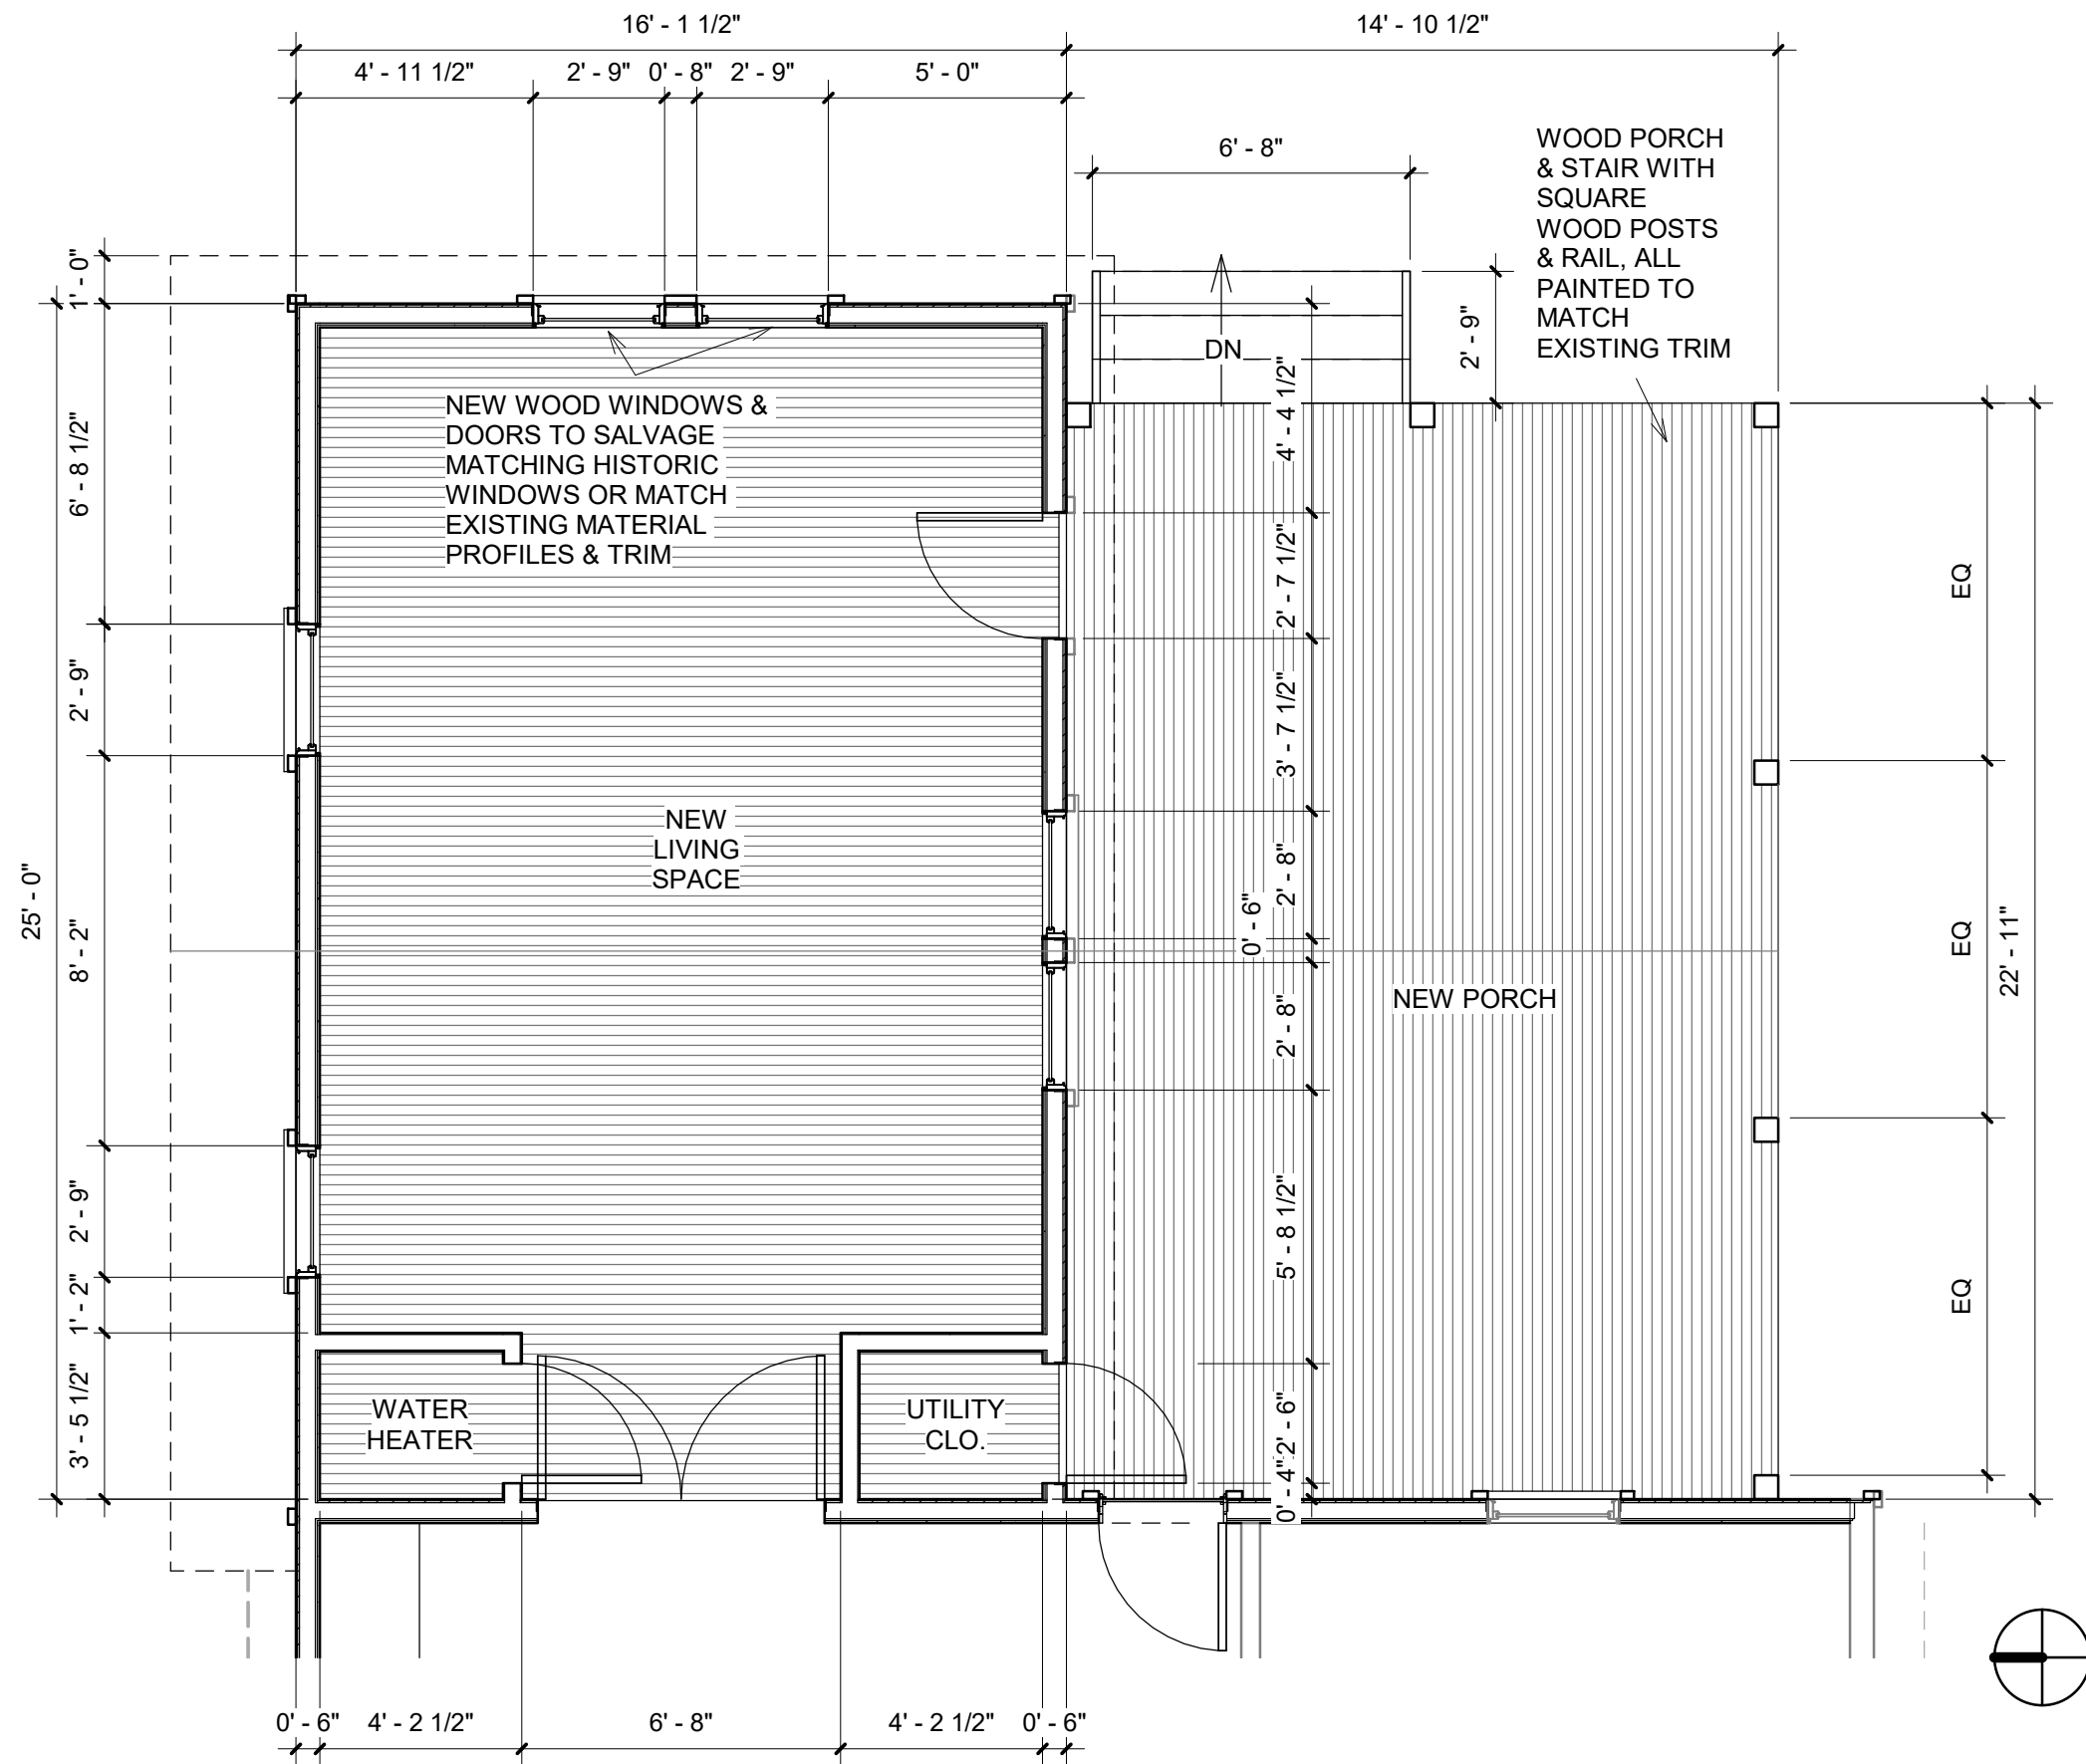 16' - 1 1/2"
14' - 10 1/2"
4' - 11 1/2"
2' - 9"
0' - 8"
2' - 9"
5' - 0"
6' - 8"
WOOD PORCH
& STAIR WITH
SQUARE
WOOD POSTS
& RAIL, ALL
PAINTED TO
MATCH
EXISTING TRIM
1' - 0"
6' - 8 1/2"
2' - 9"
8' - 2"
2' - 9"
1' - 2"
3' - 5 1/2"
25' - 0"
DN
2' - 9"
NEW WOOD WINDOWS &
DOORS TO SALVAGE
MATCHING HISTORIC
WINDOWS OR MATCH
EXISTING MATERIAL
PROFILES & TRIM
4' - 4 1/2"
2' - 7 1/2"
3' - 7 1/2"
2' - 8"
0' - 6"
2' - 8"
5' - 8 1/2"
2' - 6"
0' - 4"
NEW
LIVING
SPACE
NEW PORCH
EQ
EQ
EQ
22' - 11"
WATER
HEATER
UTILITY
CLO.
0' - 6"
4' - 2 1/2"
6' - 8"
4' - 2 1/2"
0' - 6"